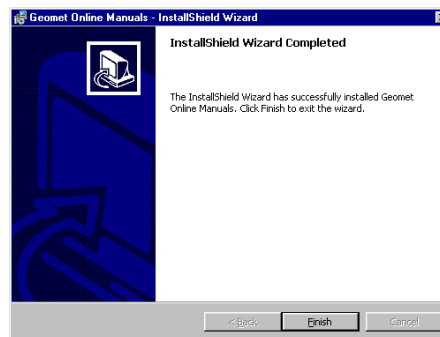 Geomet Online Manuals - InstallShield Wizard
InstallShield Wizard Completed
The InstallShield Wizard has successfully installed Geomet
Online Manuals. Click Finish to exit the wizard.
< Back
Finish
Cancel